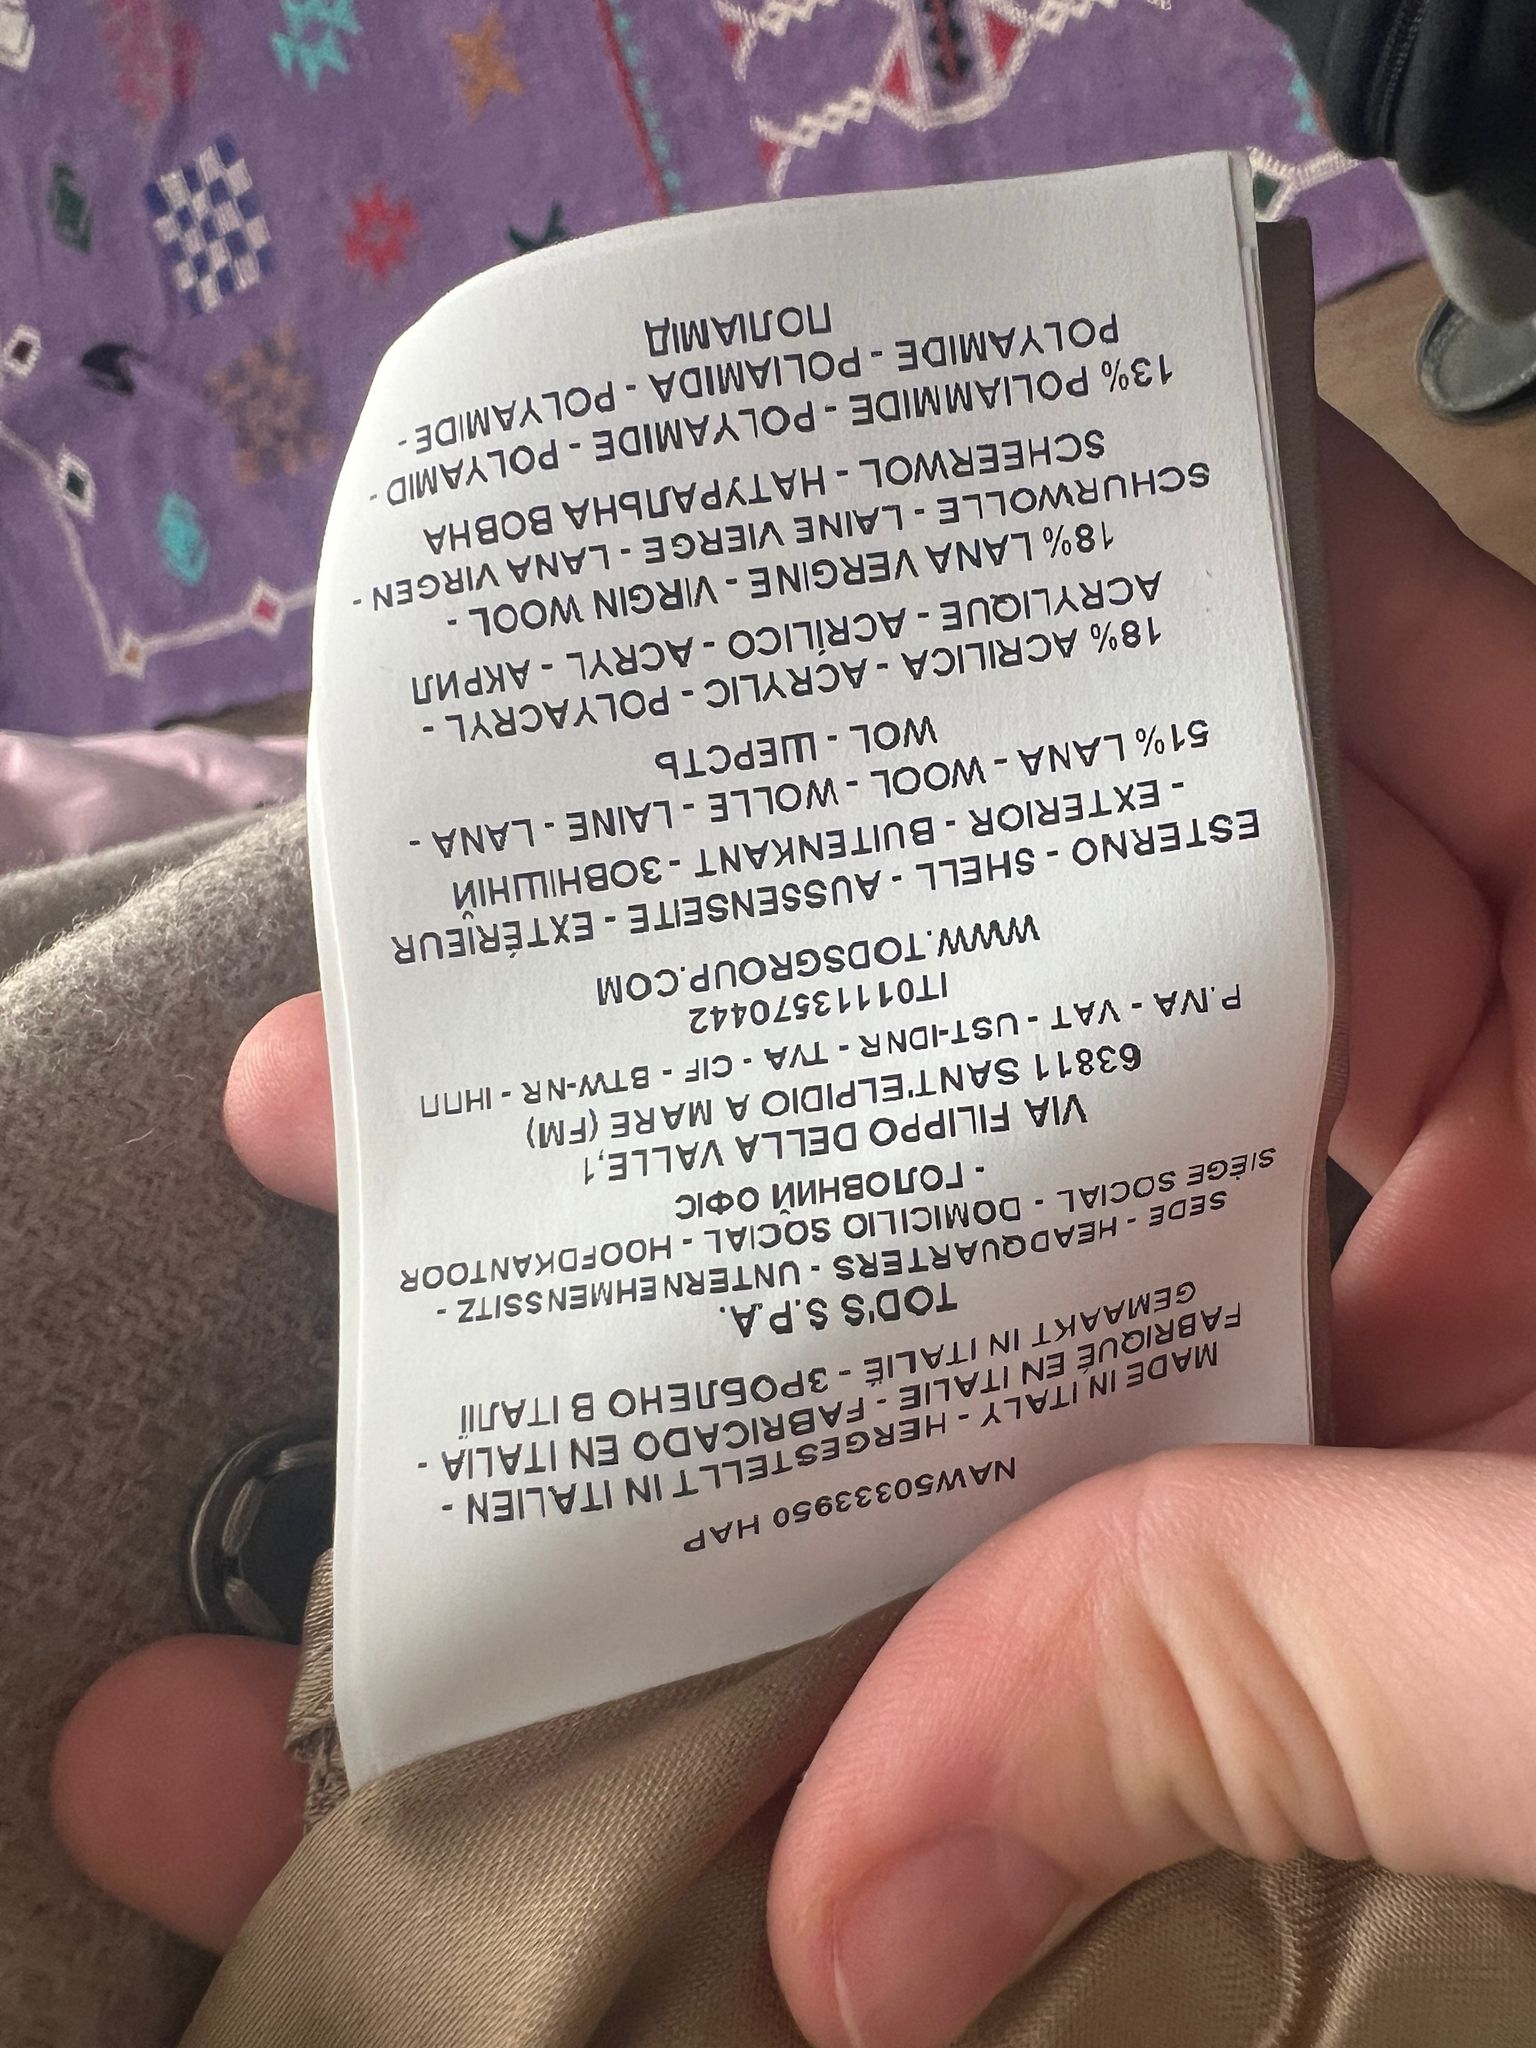 NAW50333950 HAP
MADE IN ITALY - HERGESTELLT IN ITALIEN -
FABRIQUÉ EN ITALIE - FABRICADO EN ITALIA -
GEMAAKT IN ITALIË - ЗРОБЛЕНО В ІТАЛІЇ
TOD'S S.P.A.
SEDE - HEADQUARTERS - UNTERNEHMENSSITZ -
SIÈGE SOCIAL - DOMICILIO SOCIAL - HOOFDKANTOOR
- ГОЛОВНИЙ ОФІС
VIA FILIPPO DELLA VALLE,1
63811 SANT'ELPIDIO A MARE (FM)
P.IVA - VAT - UST-IDNR - TVA - CIF - BTW-NR - ІНПП
IT01113570442
WWW.TODSGROUP.COM
ESTERNO - SHELL - AUSSENSEITE - EXTÉRIEUR
- EXTERIOR - BUITENKANT - ЗОВНІШНІЙ
51% LANA - WOOL - WOLLE - LAINE - LANA -
WOL - ШЕРСТЬ
18% ACRILICA - ACRYLIC - POLYACRYL -
ACRYLIQUE - ACRÍLICO - ACRYL - АКРИЛ
18% LANA VERGINE - VIRGIN WOOL -
SCHURWOLLE - LAINE VIERGE - LANA VIRGEN -
SCHEERWOL - НАТУРАЛЬНА ВОВНА
13% POLIAMMIDE - POLYAMIDE - POLYAMID -
POLYAMIDE - POLIAMIDA - POLYAMIDE -
ПОЛІАМІД